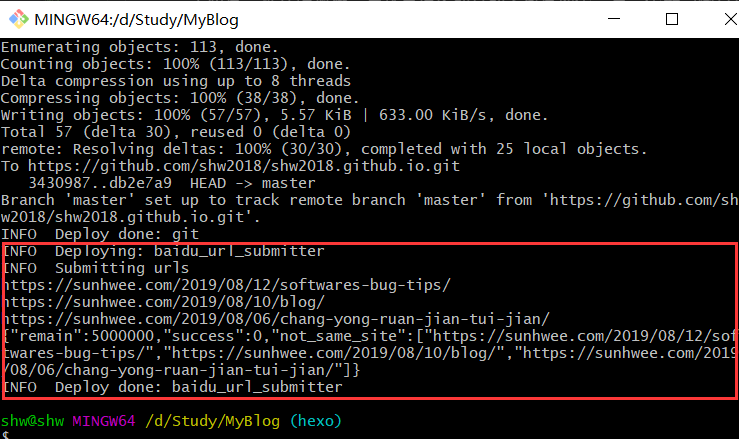 MINGW64:/d/Study/MyBlog
Enumerating objects: 113, done.
Counting objects: 100% (113/113), done.
Delta compression using up to 8 threads
Compressing objects: 100% (38/38), done.
Writing objects: 100% (57/57), 5.57 KiB | 633.00 KiB/s, done.
Total 57 (delta 30), reused 0 (delta 0)
remote: Resolving deltas: 100% (30/30), completed with 25 local objects.
To https://github.com/shw2018/shw2018.github.io.git
   3430987..db2e7a9  HEAD -> master
Branch 'master' set up to track remote branch 'master' from 'https://github.com/sh
w2018/shw2018.github.io.git'.
INFO  Deploy done: git
INFO  Deploying: baidu_url_submitter
INFO  Submitting urls
https://sunhwee.com/2019/08/12/softwares-bug-tips/
https://sunhwee.com/2019/08/10/blog/
https://sunhwee.com/2019/08/06/chang-yong-ruan-jian-tui-jian/
{"remain":5000000,"success":0,"not_same_site":["https://sunhwee.com/2019/08/12/sof
twares-bug-tips/","https://sunhwee.com/2019/08/10/blog/","https://sunhwee.com/2019
/08/06/chang-yong-ruan-jian-tui-jian/"]}
INFO  Deploy done: baidu_url_submitter
shw@shw MINGW64 /d/Study/MyBlog (hexo)
$